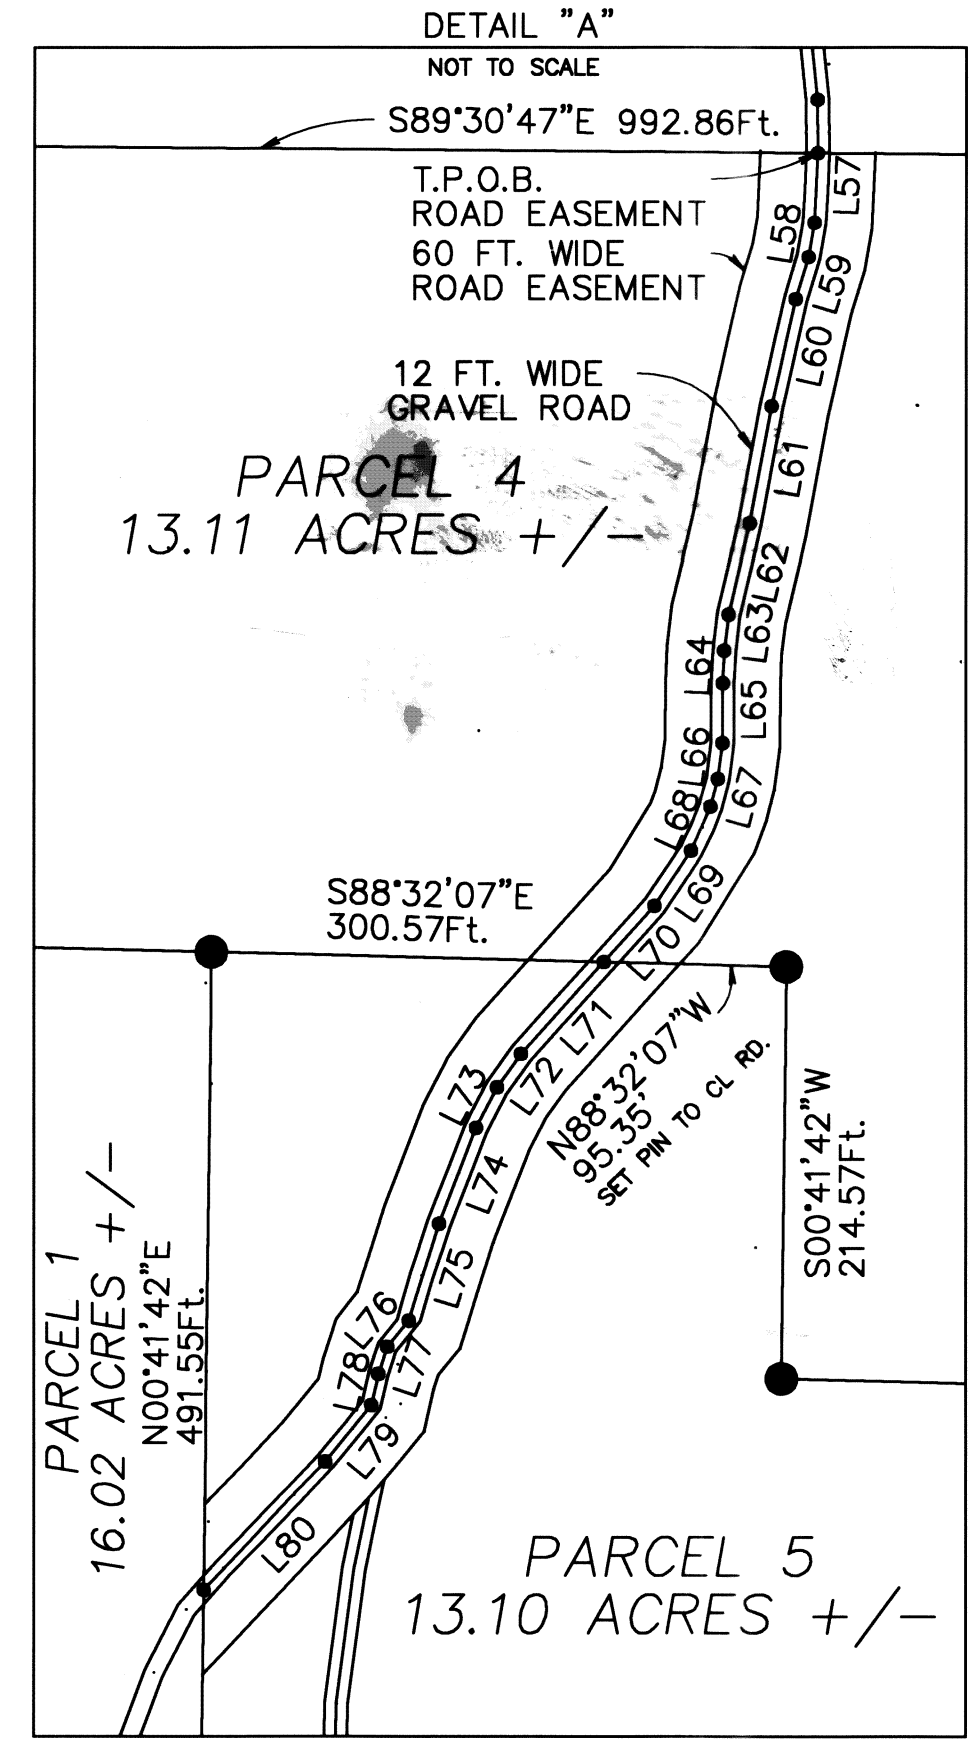 DETAIL "A"
NOT TO SCALE
S89°30'47"E 992.86Ft.
T.P.O.B.
ROAD EASEMENT
60 FT. WIDE
ROAD EASEMENT
L57
L58
L59
L60
12 FT. WIDE
GRAVEL ROAD
L61
PARCEL 4
13.11 ACRES +/-
L62
L63
L64
L65
L66
L67
L68
L69
S88°32'07"E
300.57Ft.
L70
L71
N88°32'07"W
95.35'
SET PIN TO CL RD.
L72
L73
L74
S00°41'42"W
214.57Ft.
PARCEL 1
16.02 ACRES +/-
N00°41'42"E
491.55Ft.
L75
L76
L77
L78
L79
L80
PARCEL 5
13.10 ACRES +/-